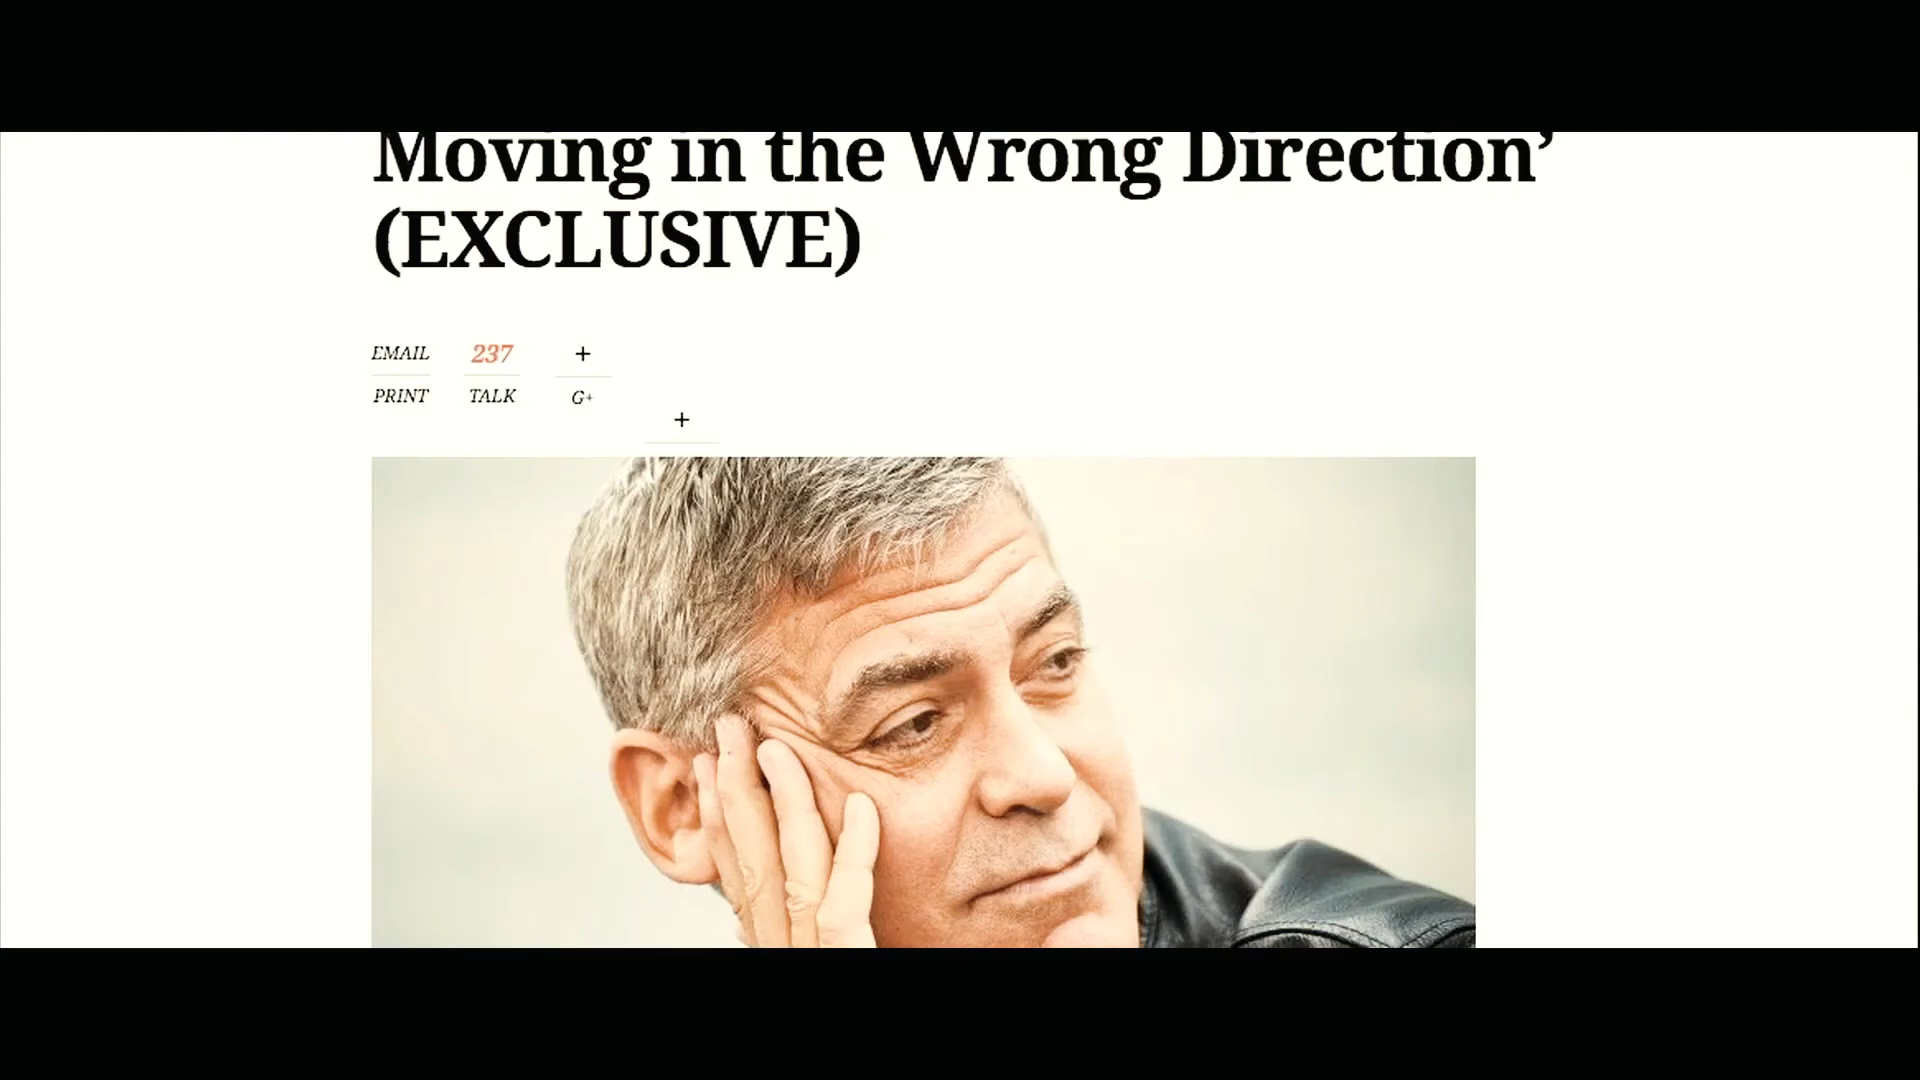 Moving in the Wrong Direction’
(EXCLUSIVE)
EMAIL 237 +
PRINT TALK G+
+